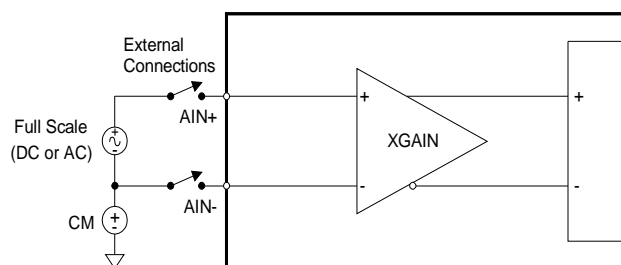 External
Connections
+
+
AIN+
Full Scale
(DC or AC)
+
-
XGAIN
-
-
AIN-
CM
+
-